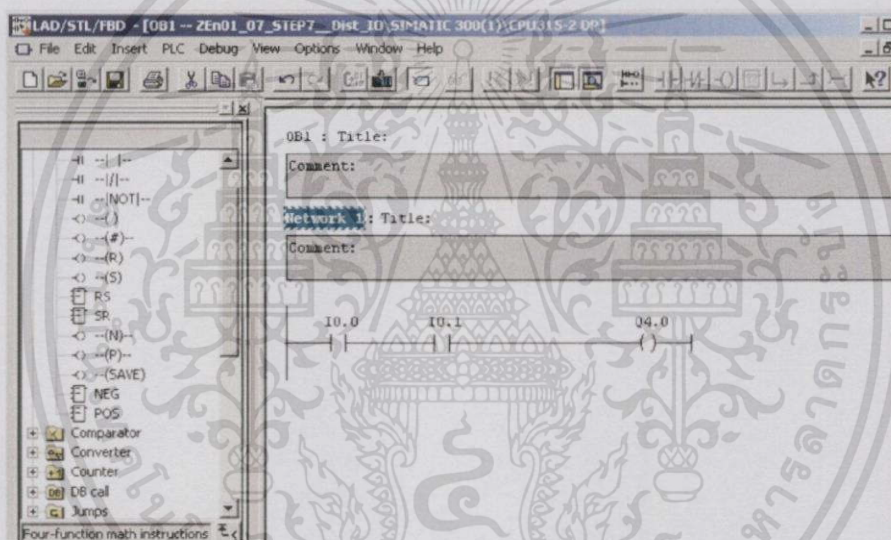 LAD/STL/FBD - [OB1 -- ZEn01_07_STEP7__Dist_IO\SIMATIC 300(1)\CPU315-2 DP]
File Edit Insert PLC Debug View Options Window Help
OB1 : Title:
Comment:
Network 1: Title:
Comment:
I0.0 I0.1 Q4.0
--| |--
--|/|--
--|NOT|--
--( )
--(#)--
--(R)
--(S)
RS
SR
--(N)--
--(P)--
--(SAVE)
NEG
POS
Comparator
Converter
Counter
DB call
Jumps
Four-function math instructions